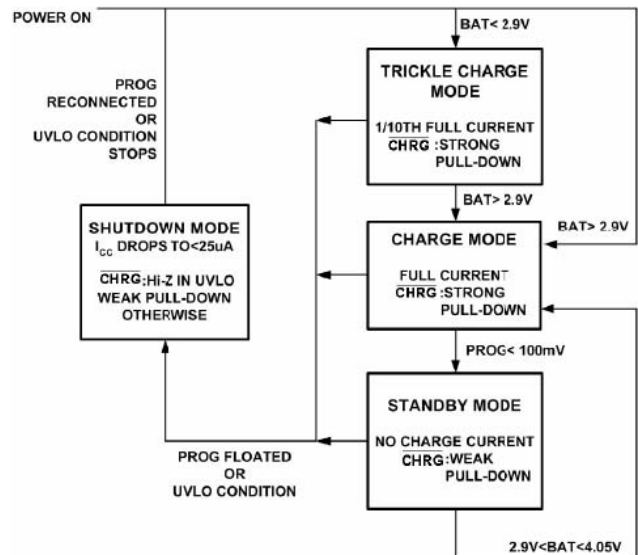 POWER ON
BAT< 2.9V
TRICKLE CHARGE
MODE
1/10TH FULL CURRENT
CHRG :STRONG
PULL-DOWN
PROG
RECONNECTED
OR
UVLO CONDITION
STOPS
BAT> 2.9V
BAT> 2.9V
SHUTDOWN MODE
ICC DROPS TO<25uA
CHRG:Hi-Z IN UVLO
WEAK PULL-DOWN
OTHERWISE
CHARGE MODE
FULL CURRENT
CHRG :STRONG
PULL-DOWN
PROG< 100mV
STANDBY MODE
NO CHARGE CURRENT
CHRG :WEAK
PULL-DOWN
PROG FLOATED
OR
UVLO CONDITION
2.9V<BAT<4.05V